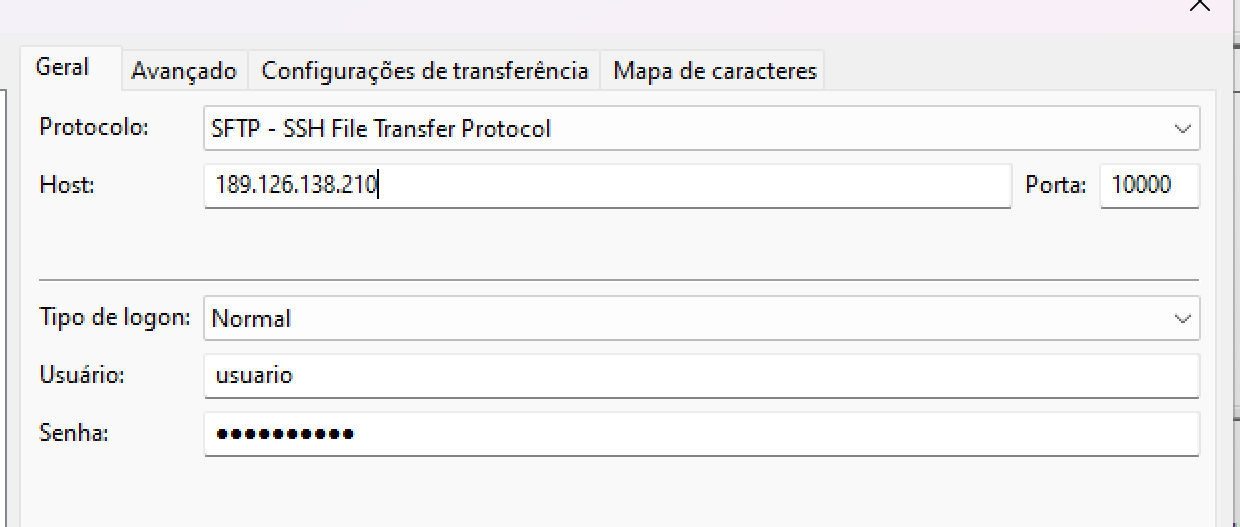 Geral Avançado Configurações de transferência Mapa de caracteres
Protocolo: SFTP - SSH File Transfer Protocol
Host: 189.126.138.210 Porta: 10000
Tipo de logon: Normal
Usuário: usuario
Senha: ●●●●●●●●●●